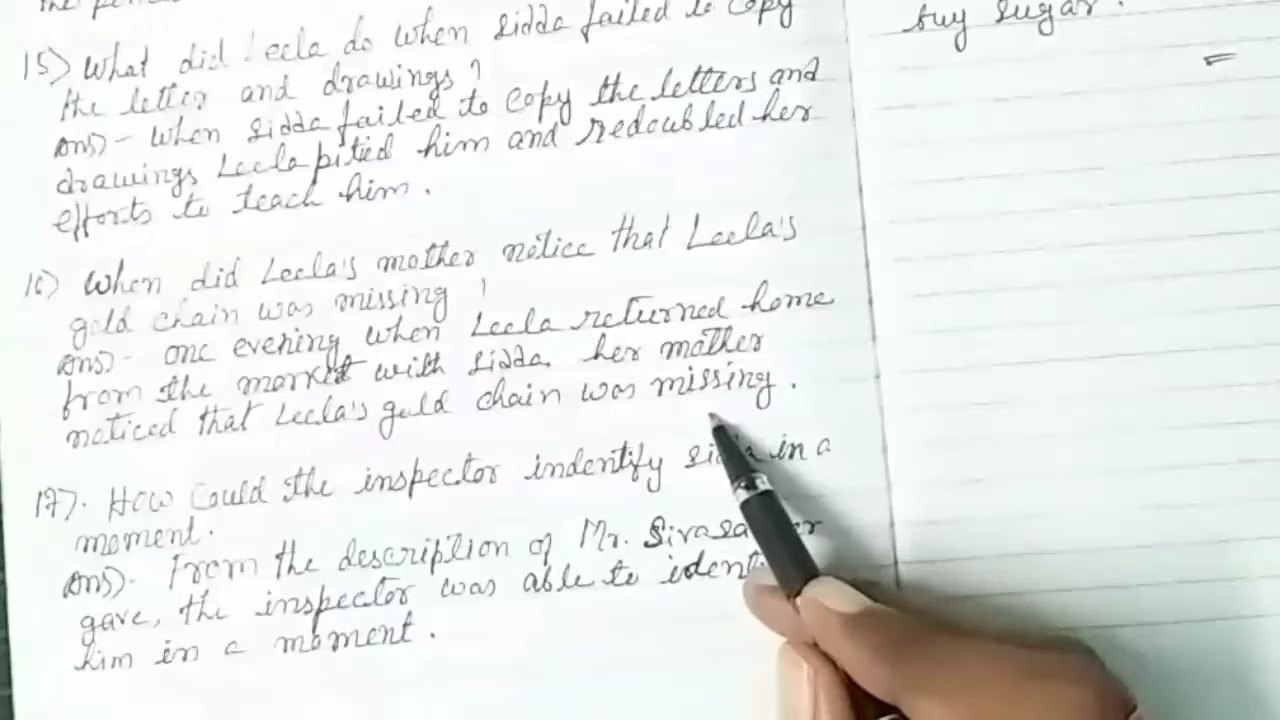 15) What did Leela do when Sidda failed to copy
the letter and drawings?
Ans) - When Sidda failed to copy the letters and
drawings Leela pitied him and redoubled her
efforts to teach him.
16) When did Leela's mother notice that Leela's
gold chain was missing?
Ans) - One evening when Leela returned home
from the market with Sidda, her mother
noticed that Leela's gold chain was missing.
17). How could the inspector indentify in a
moment.
Ans). From the description of Mr.
gave, the inspector was able to
him in a moment.
buy sugar.